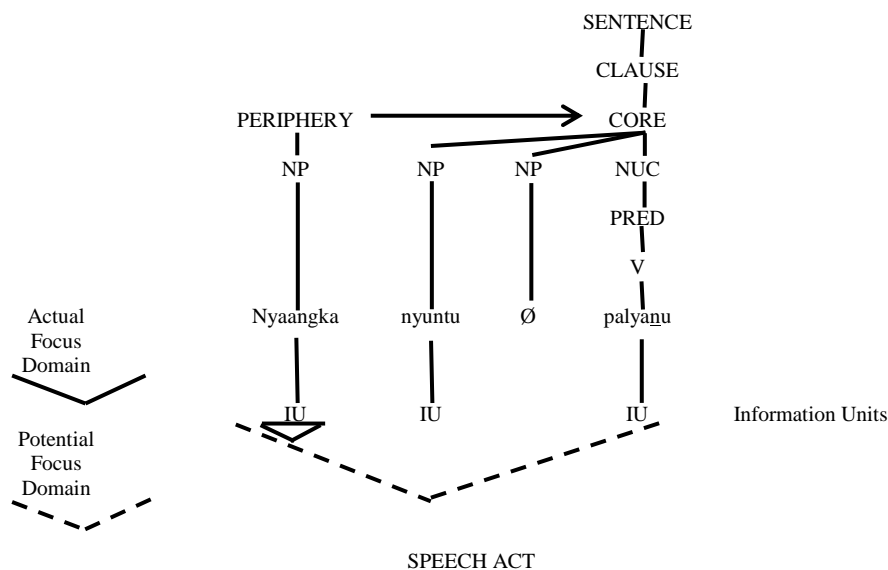 SENTENCE
CLAUSE
PERIPHERY CORE
NP NP NP NUC
PRED
V
Nyaangka nyuntu Ø palyaṉu
Actual
Focus
Domain
IU IU IU Information Units
Potential
Focus
Domain
SPEECH ACT